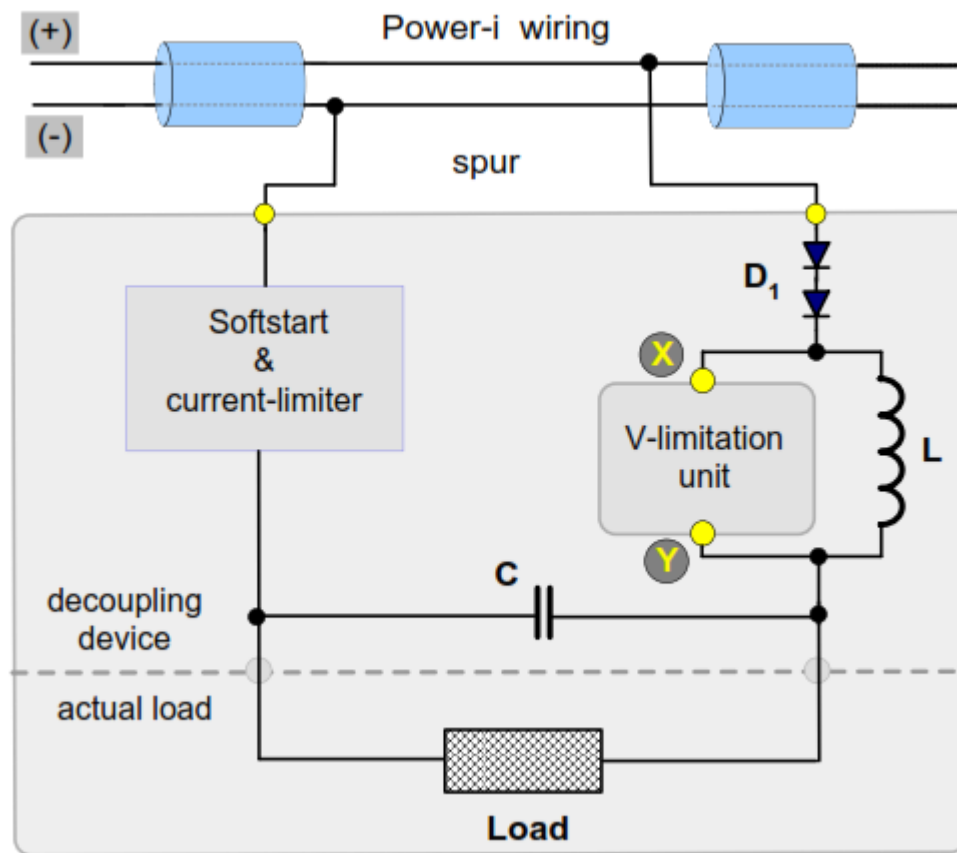 (+)
Power-i wiring
(-)
spur
D1
Softstart
&
current-limiter
X
V-limitation
unit
L
Y
C
decoupling
device
actual load
Load